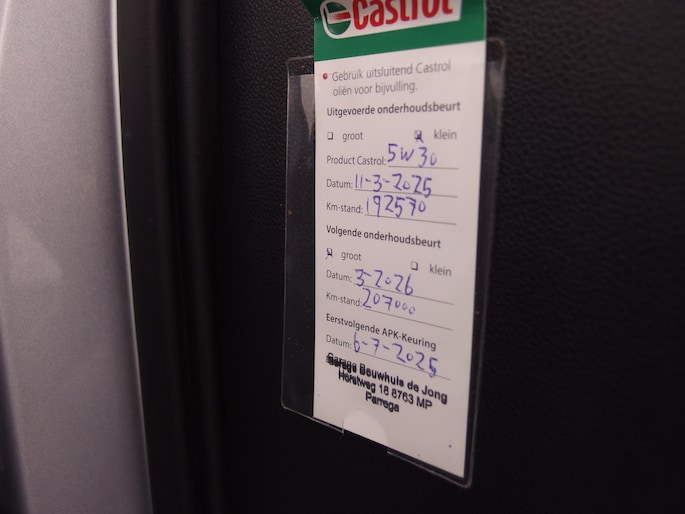 Castrol
Gebruik uitsluitend Castrol
oliën voor bijvulling.
Uitgevoerde onderhoudsbeurt
groot klein
Product Castrol: 5W30
Datum: 11-3-2025
Km-stand: 192570
Volgende onderhoudsbeurt
groot klein
Datum: 3-2026
Km-stand: 207000
Eerstvolgende APK-Keuring
Datum: 6-7-2025
Garage Bouwhuis de Jong
Horstweg 18 8763 MP
Parrega